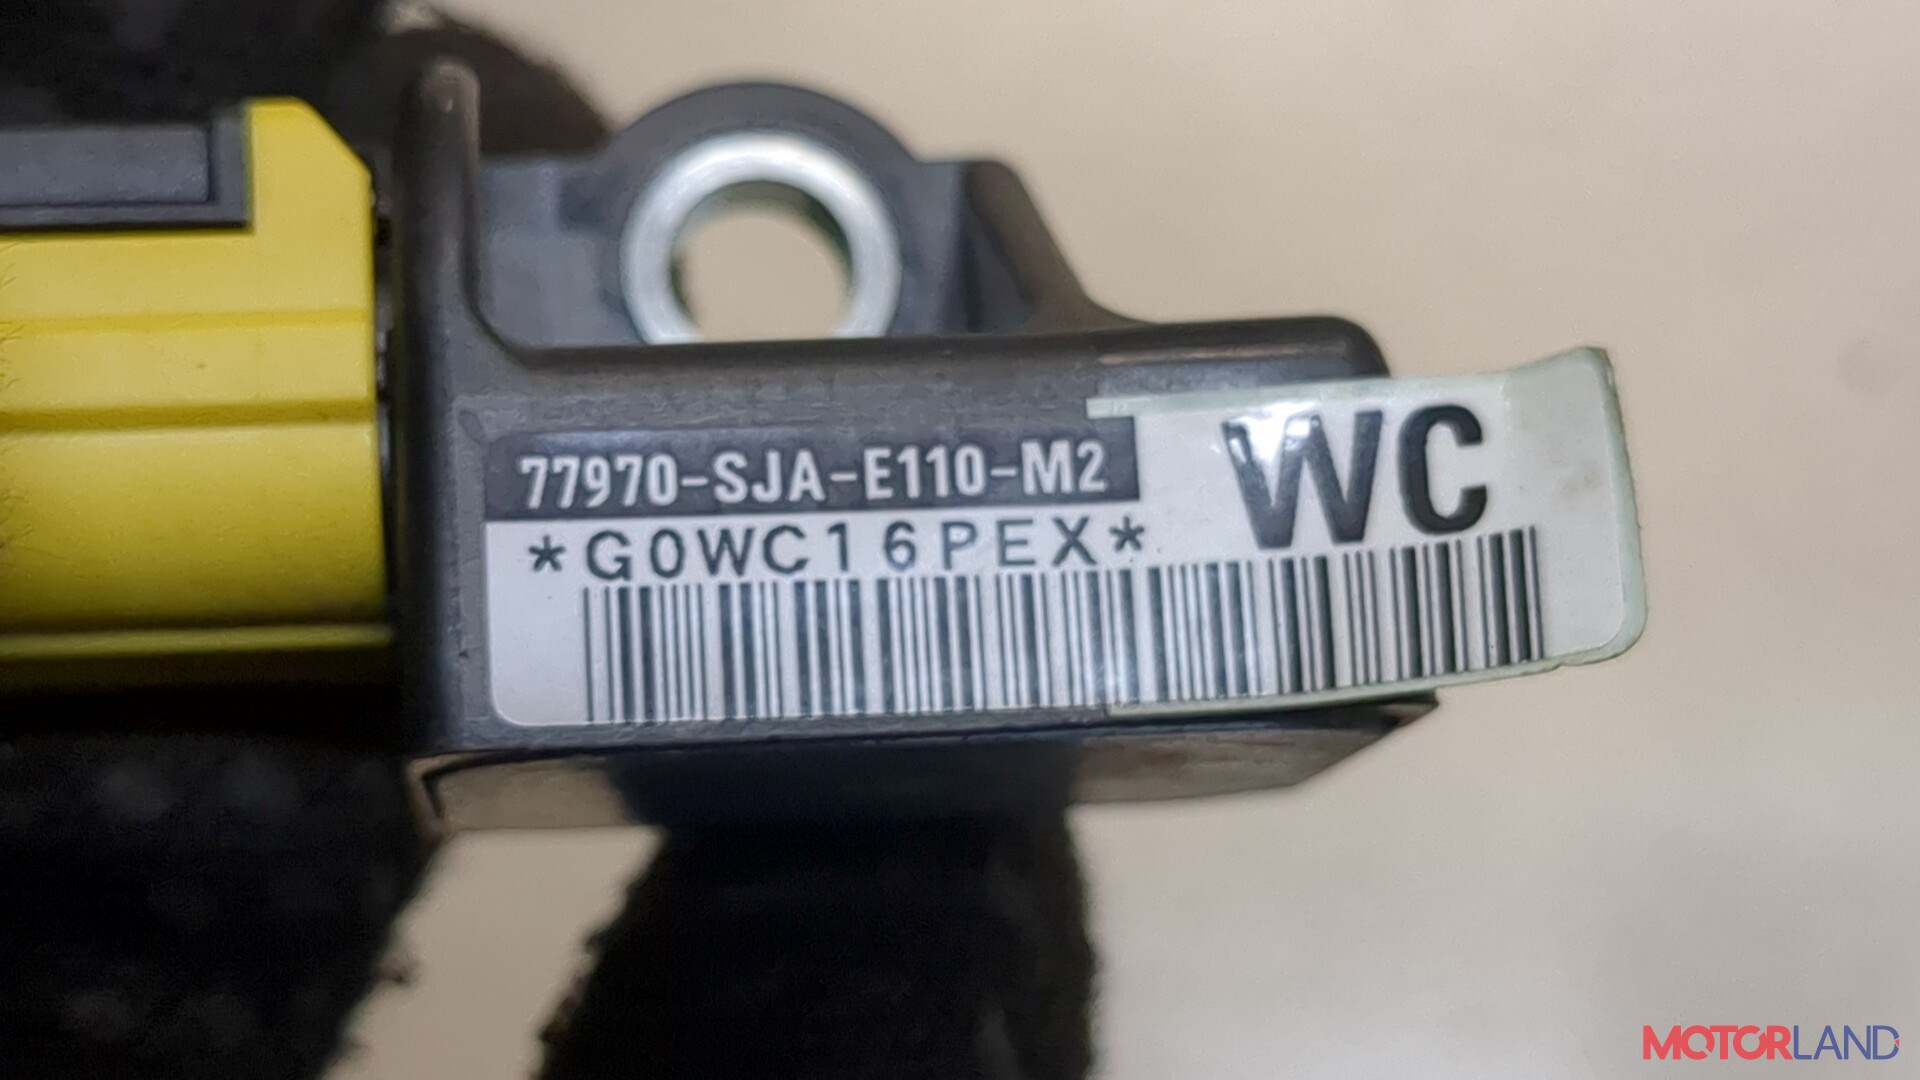 77970-SJA-E110-M2
WC
*G0WC16PEX*
MOTORLAND